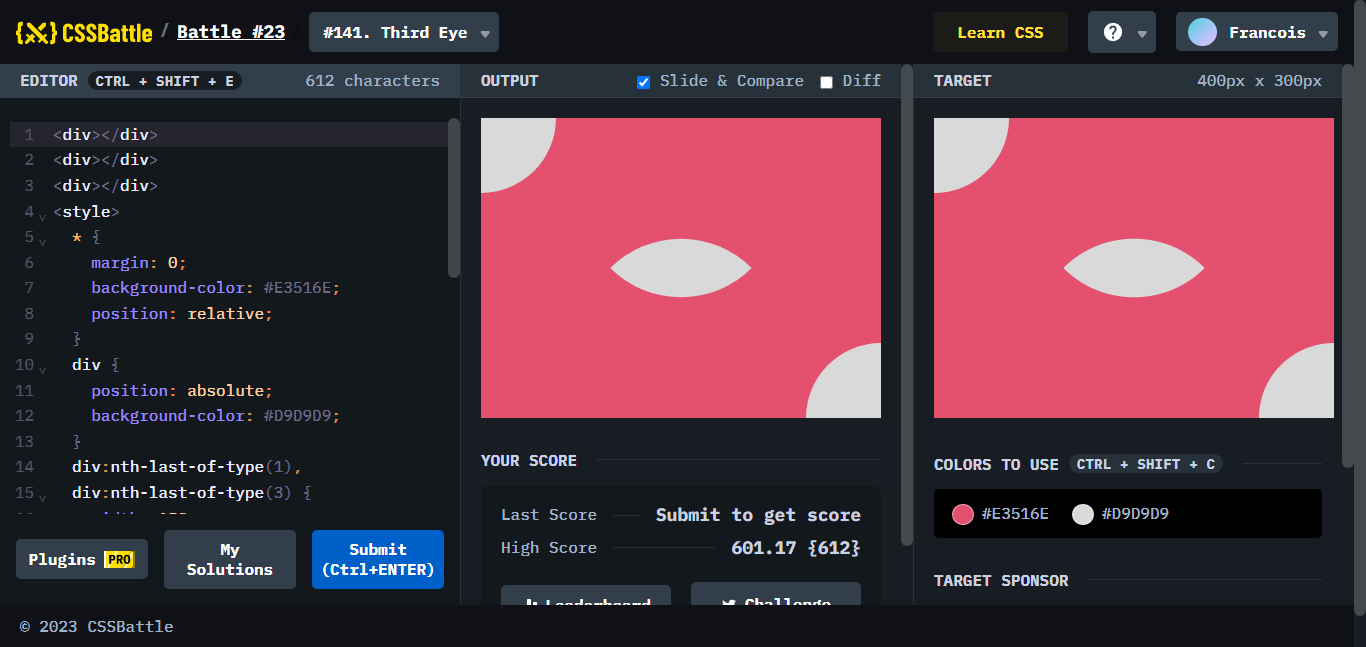 {X} CSSBattle / Battle #23 / #141. Third Eye ▾ Learn CSS ? ▾ Francois ▾
EDITOR CTRL + SHIFT + E 612 characters
OUTPUT Slide & Compare Diff
TARGET 400px x 300px
1 <div></div>
2 <div></div>
3 <div></div>
4 <style>
5 * {
6 margin: 0;
7 background-color: #E3516E;
8 position: relative;
9 }
10 div {
11 position: absolute;
12 background-color: #D9D9D9;
13 }
14 div:nth-last-of-type(1),
15 div:nth-last-of-type(3) {
Plugins PRO
My Solutions
Submit
(Ctrl+ENTER)
YOUR SCORE
Last Score Submit to get score
High Score 601.17 {612}
Leaderboard Challenge
COLORS TO USE CTRL + SHIFT + C
#E3516E #D9D9D9
TARGET SPONSOR
© 2023 CSSBattle